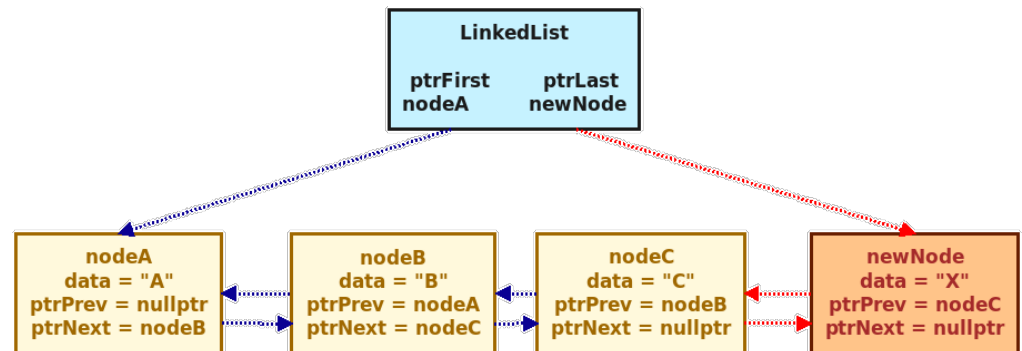 LinkedList
ptrFirst ptrLast
nodeA newNode
nodeA
data = "A"
ptrPrev = nullptr
ptrNext = nodeB
nodeB
data = "B"
ptrPrev = nodeA
ptrNext = nodeC
nodeC
data = "C"
ptrPrev = nodeB
ptrNext = nullptr
newNode
data = "X"
ptrPrev = nodeC
ptrNext = nullptr